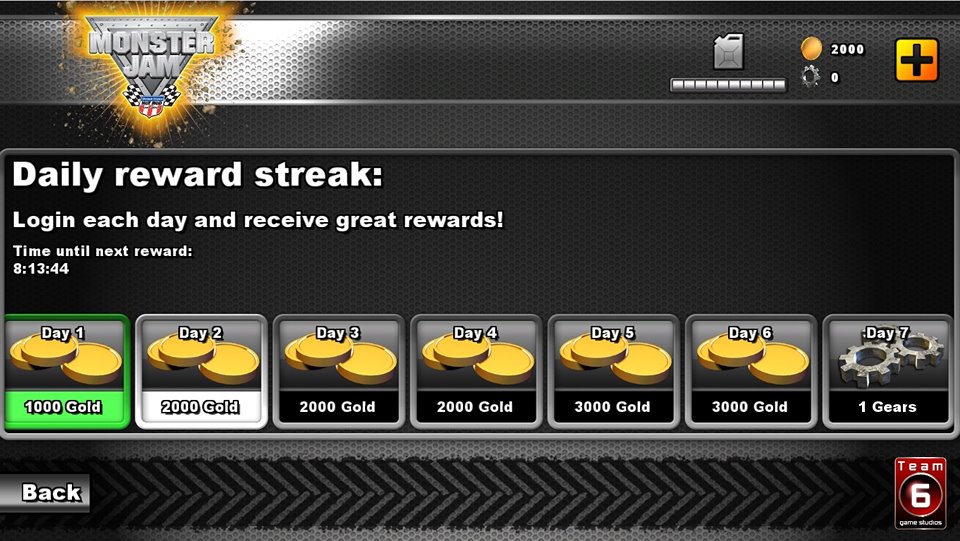 MONSTER
JAM
2000
0
Daily reward streak:
Login each day and receive great rewards!
Time until next reward:
8:13:44
Day 1
Day 2
Day 3
Day 4
Day 5
Day 6
Day 7
1000 Gold
2000 Gold
2000 Gold
2000 Gold
3000 Gold
3000 Gold
1 Gears
Back
Team
6
game studios